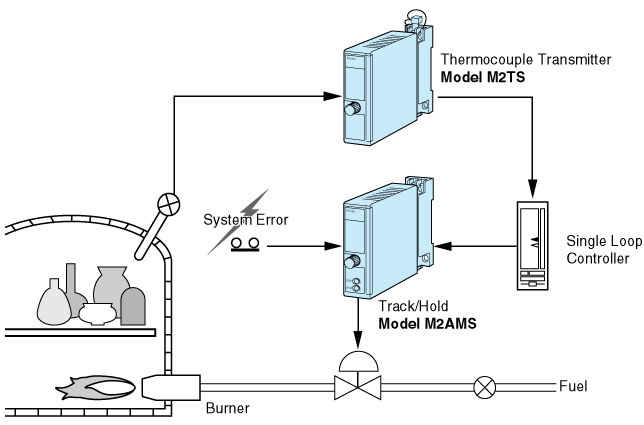 Thermocouple Transmitter
Model M2TS
System Error
Single Loop
Controller
Track/Hold
Model M2AMS
Fuel
Burner